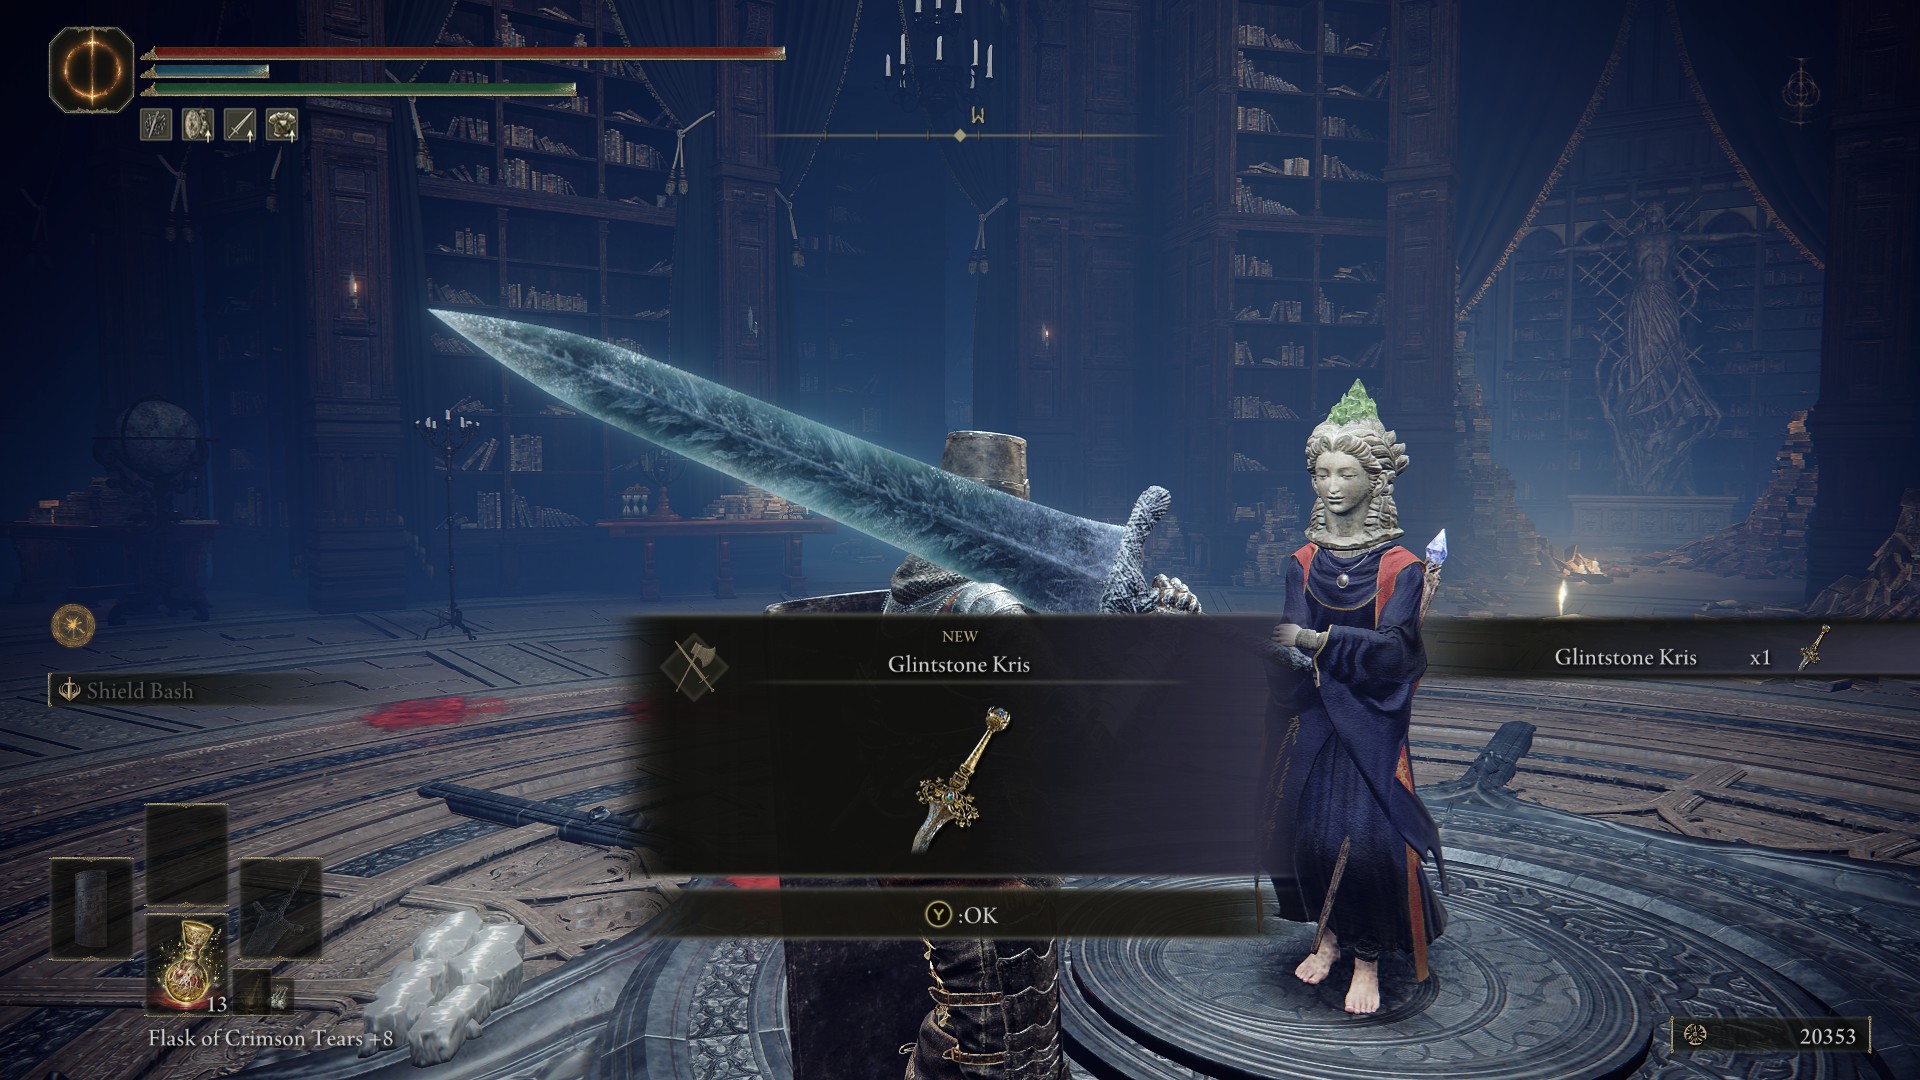 W
Shield Bash
NEW
Glintstone Kris
Glintstone Kris x1
Y :OK
13
Flask of Crimson Tears +8
20353